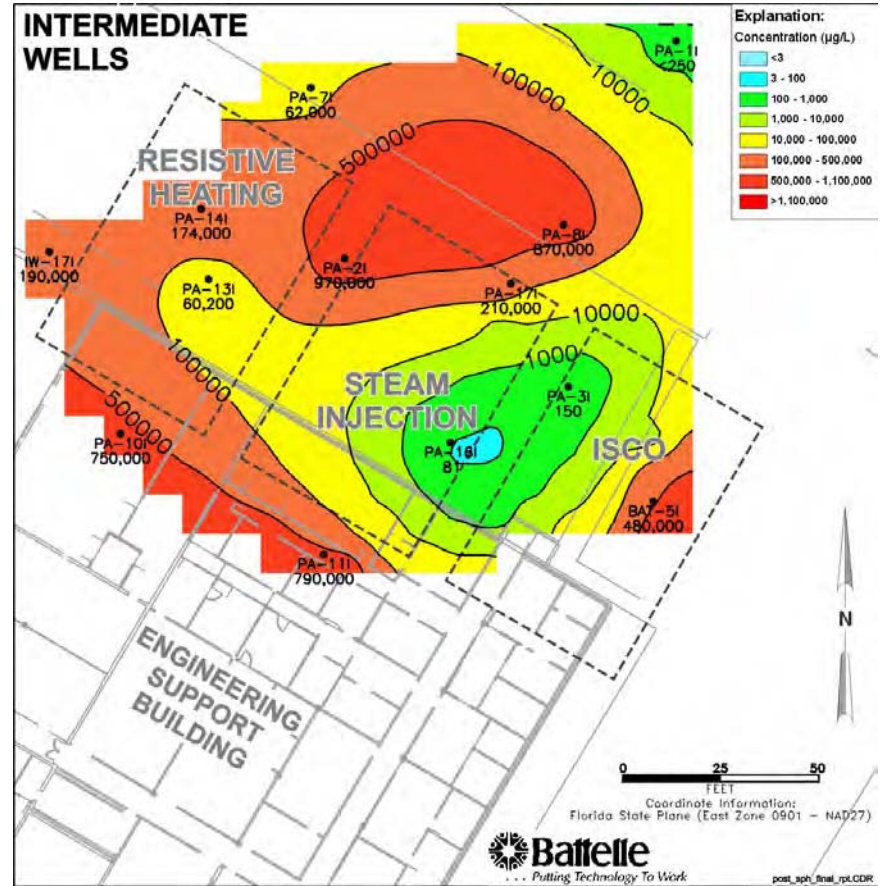 INTERMEDIATE
WELLS
Explanation:
Concentration (µg/L)
<3
3 - 100
100 - 1,000
1,000 - 10,000
10,000 - 100,000
100,000 - 500,000
500,000 - 1,100,000
>1,100,000
PA-1I
<250
10000
100000
PA-7I
62,000
500000
RESISTIVE
HEATING
PA-14I
174,000
PA-8I
870,000
IW-17I
190,000
PA-2I
970,000
PA-13I
60,200
PA-17I
210,000
10000
100000
1000
STEAM
INJECTION
PA-3I
150
500000
PA-10I
750,000
PA-16I
ISCO
BAT-5I
480,000
PA-11I
790,000
N
ENGINEERING
SUPPORT
BUILDING
0 25 50
FEET
Coordinate Information:
Florida State Plane (East Zone 0901 - NAD27)
Battelle
... Putting Technology To Work
post_sph_final_rpt.CDR